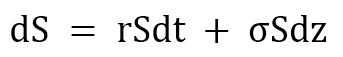 dS = rSdt + σSdz